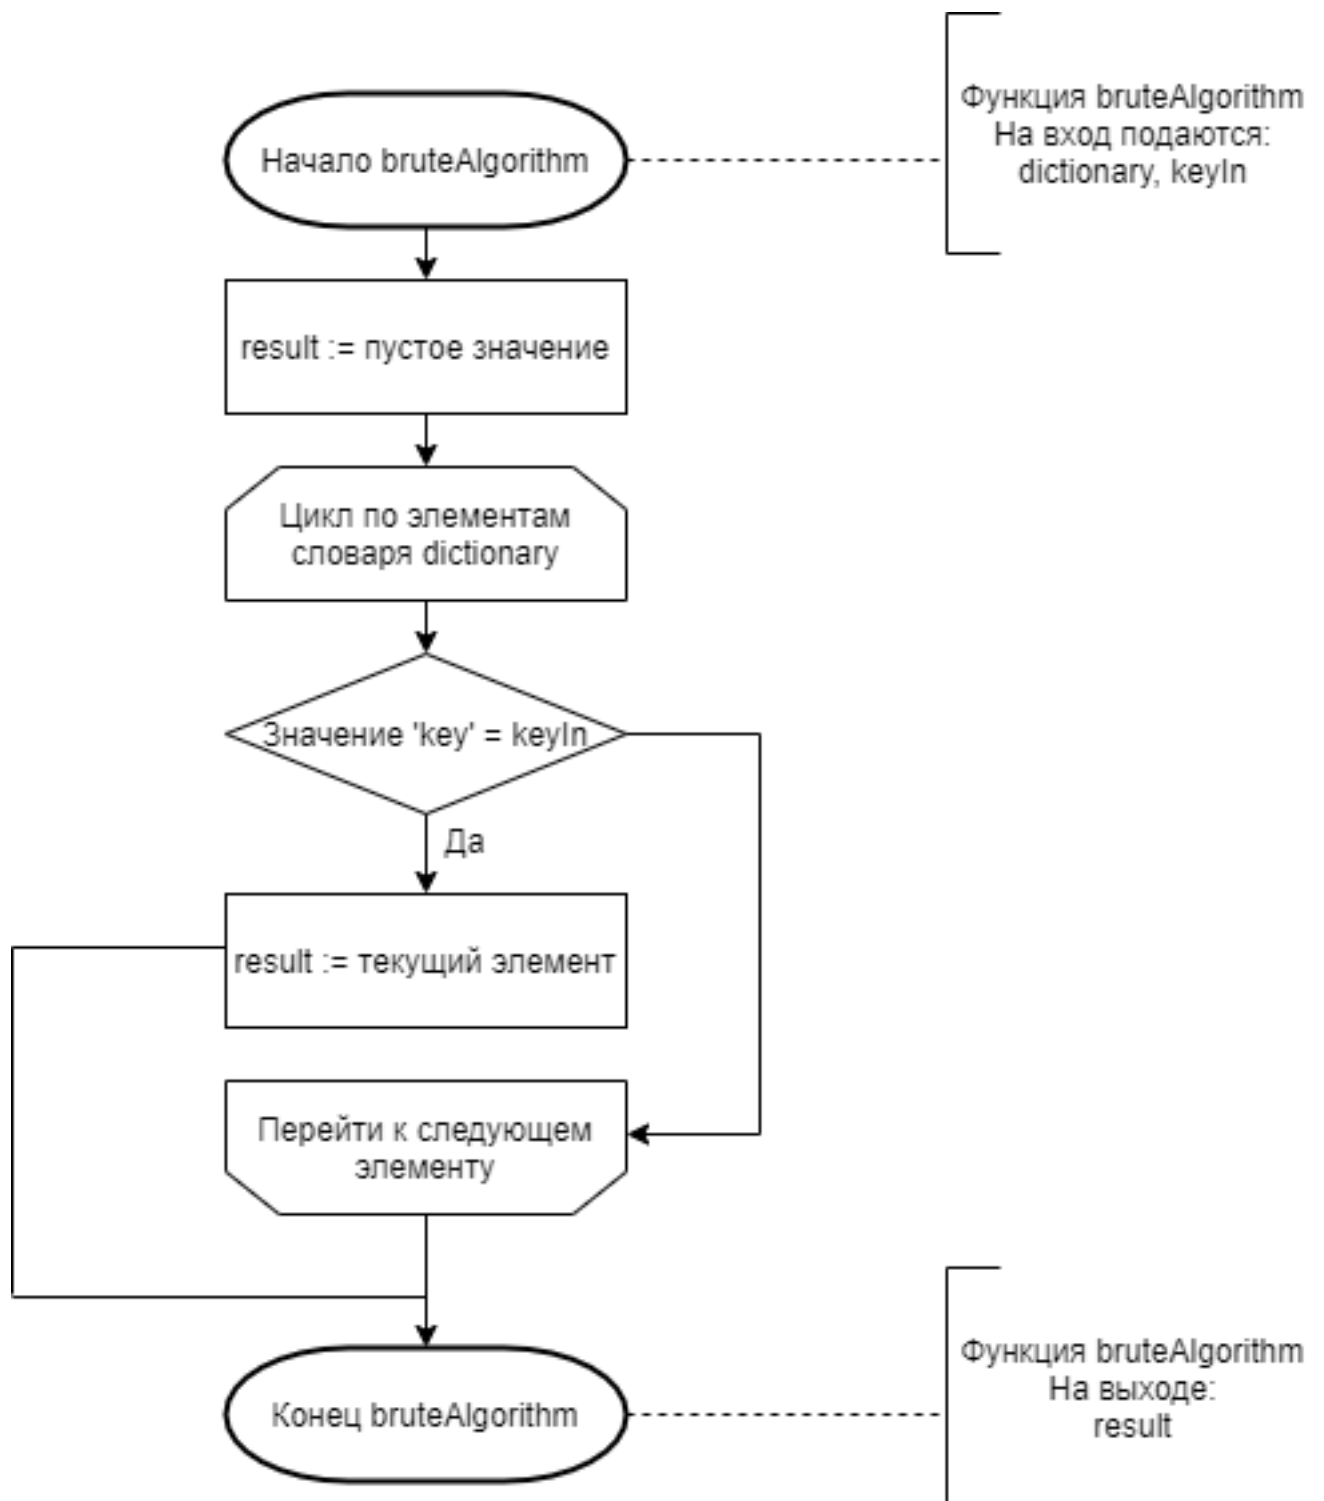 Функция bruteAlgorithm
На вход подаются:
dictionary, keyIn
Начало bruteAlgorithm
result := пустое значение
Цикл по элементам
словаря dictionary
Значение 'key' = keyIn
Да
result := текущий элемент
Перейти к следующем
элементу
Функция bruteAlgorithm
На выходе:
result
Конец bruteAlgorithm